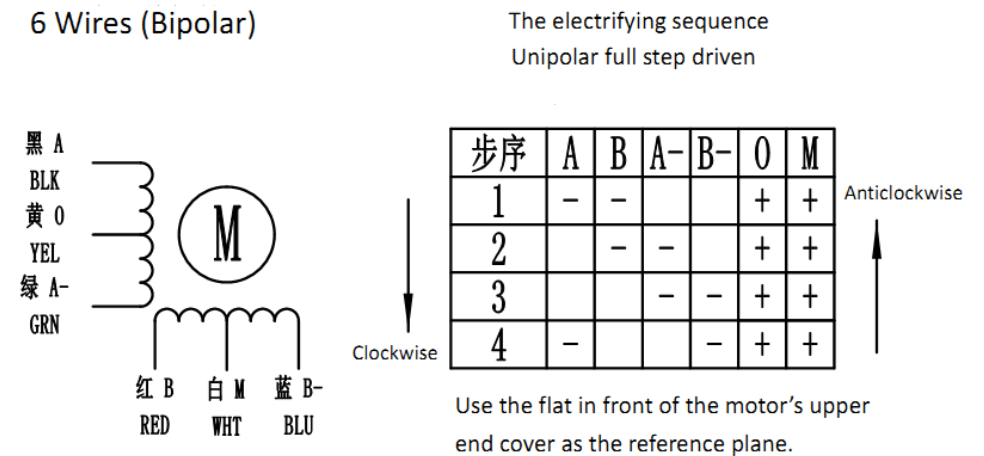 6 Wires (Bipolar)
The electrifying sequence
Unipolar full step driven
黑 A
BLK
黄 O
YEL
绿 A-
GRN
M
红 B 白 M 蓝 B-
RED WHT BLU
Clockwise
步序 A B A- B- O M
1 - - + +
2 - - + +
3 - - + +
4 - - + +
Anticlockwise
Use the flat in front of the motor’s upper
end cover as the reference plane.